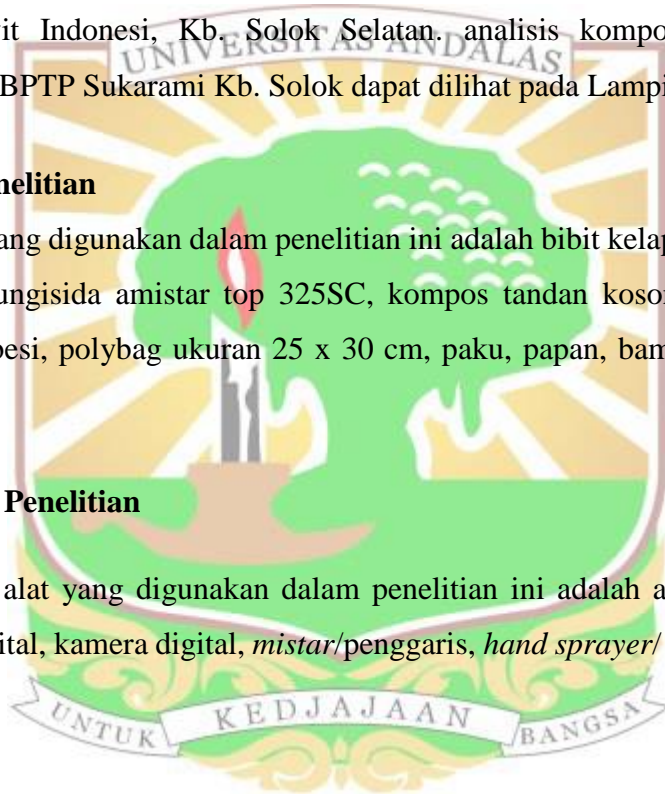 vit Indonesi, Kb. Solok Selatan. analisis kompo
UNIVERSITAS ANDALAS
BPTP Sukarami Kb. Solok dapat dilihat pada Lampi
nelitian
ang digunakan dalam penelitian ini adalah bibit kelap
ungisida amistar top 325SC, kompos tandan koson
besi, polybag ukuran 25 x 30 cm, paku, papan, bam
Penelitian
alat yang digunakan dalam penelitian ini adalah a
ital, kamera digital, mistar/penggaris, hand sprayer/
UNTUK KEDJAJAAN BANGSA